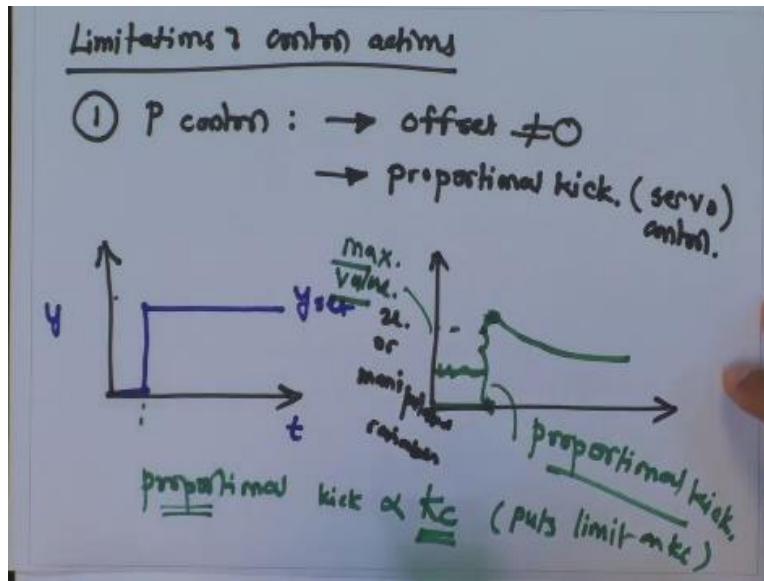 Limitations of control actions
① P control : → offset ≠0
→ proportional kick. (servo)
control.
max.
value.
y
yset
u.
or
manipulated
variable
t
proportional kick.
proportional kick ∝ Kc (puts limit on Kc)